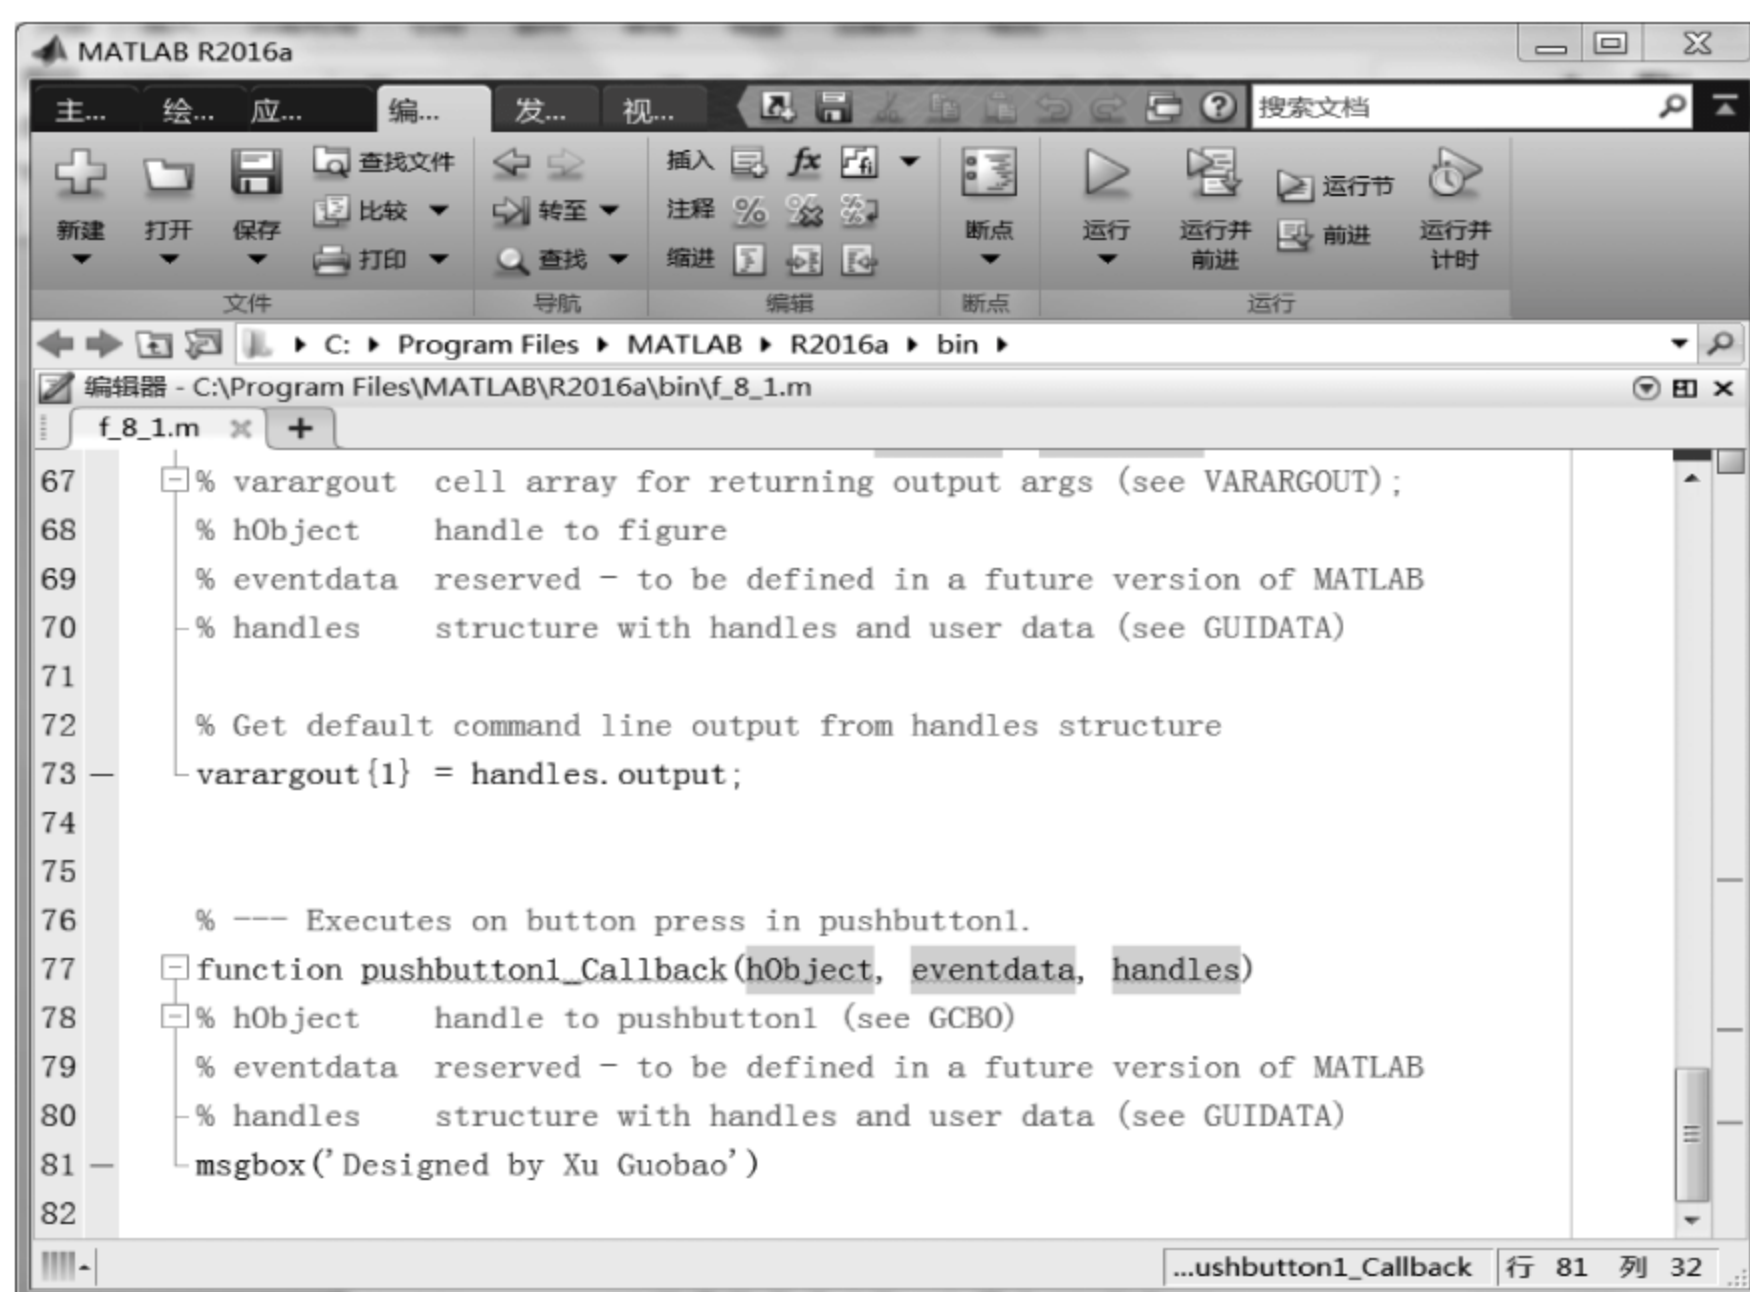 MATLAB R2016a
主... 绘... 应... 编... 发... 视... 搜索文档
查找文件 插入 fx fi
新建 打开 保存 比较 转至 注释 断点 运行 运行并前进 运行节 前进 运行并计时
打印 查找 缩进
文件 导航 编辑 断点 运行
C: Program Files MATLAB R2016a bin
编辑器 - C:\Program Files\MATLAB\R2016a\bin\f_8_1.m
f_8_1.m
67 % varargout cell array for returning output args (see VARARGOUT);
68 % hObject handle to figure
69 % eventdata reserved - to be defined in a future version of MATLAB
70 % handles structure with handles and user data (see GUIDATA)
71
72 % Get default command line output from handles structure
73 — varargout{1} = handles.output;
74
75
76 % --- Executes on button press in pushbutton1.
77 function pushbutton1_Callback(hObject, eventdata, handles)
78 % hObject handle to pushbutton1 (see GCBO)
79 % eventdata reserved - to be defined in a future version of MATLAB
80 % handles structure with handles and user data (see GUIDATA)
81 — msgbox('Designed by Xu Guobao')
82
...ushbutton1_Callback 行 81 列 32